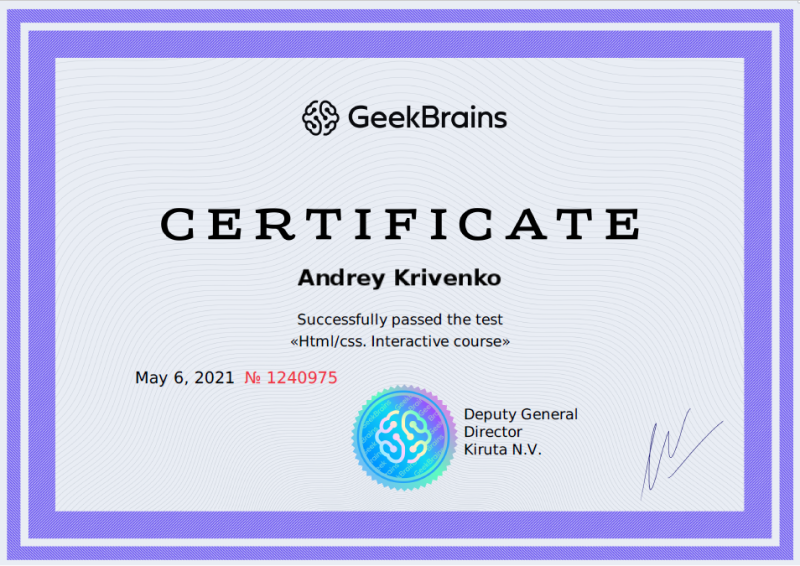 GeekBrains
CERTIFICATE
Andrey Krivenko
Successfully passed the test
«Html/css. Interactive course»
May 6, 2021 № 1240975
Deputy General
Director
Kiruta N.V.